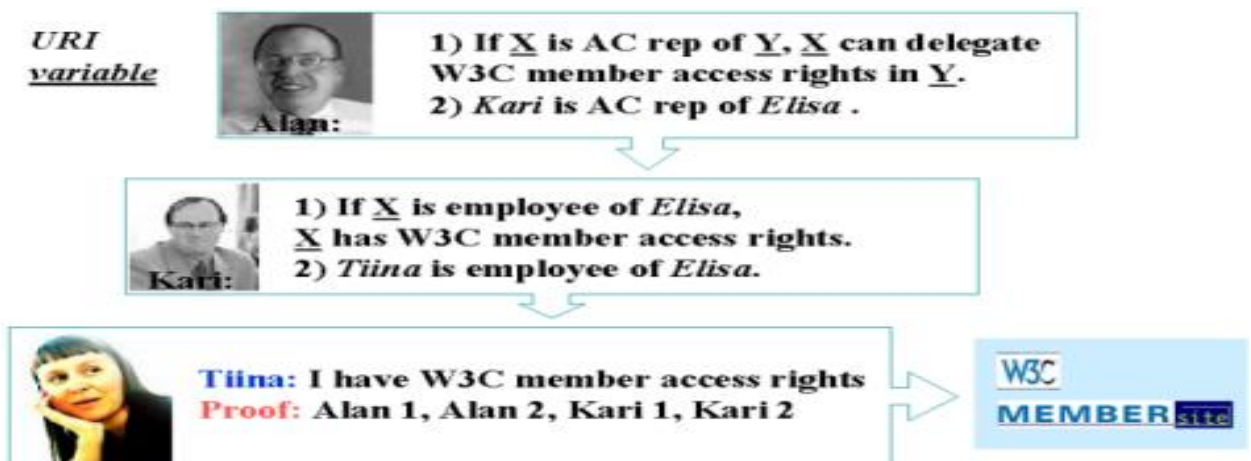 URI
variable
1) If X is AC rep of Y, X can delegate
W3C member access rights in Y.
2) Kari is AC rep of Elisa .
Alan:
1) If X is employee of Elisa,
X has W3C member access rights.
2) Tiina is employee of Elisa.
Kari:
Tiina: I have W3C member access rights
Proof: Alan 1, Alan 2, Kari 1, Kari 2
W3C
MEMBER site